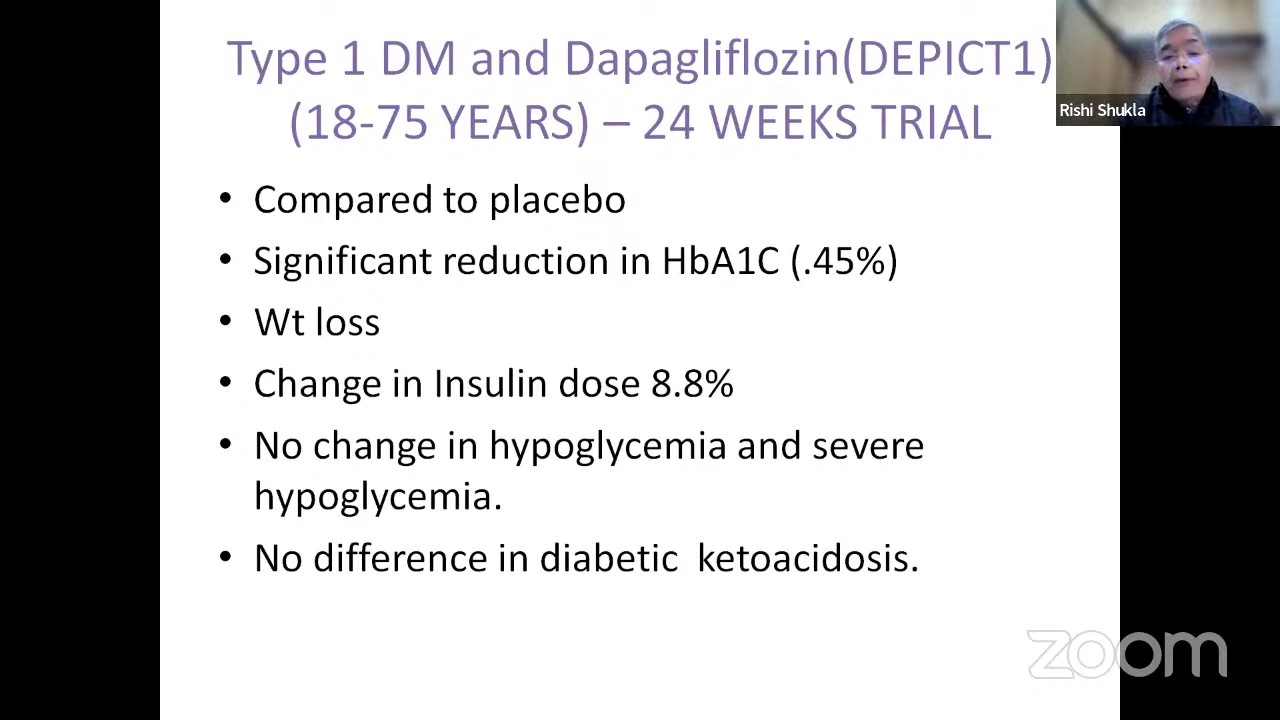 Type 1 DM and Dapagliflozin(DEPICT1)
(18-75 YEARS) – 24 WEEKS TRIAL
Rishi Shukla
• Compared to placebo
• Significant reduction in HbA1C (.45%)
• Wt loss
• Change in Insulin dose 8.8%
• No change in hypoglycemia and severe
hypoglycemia.
• No difference in diabetic  ketoacidosis.
zoom